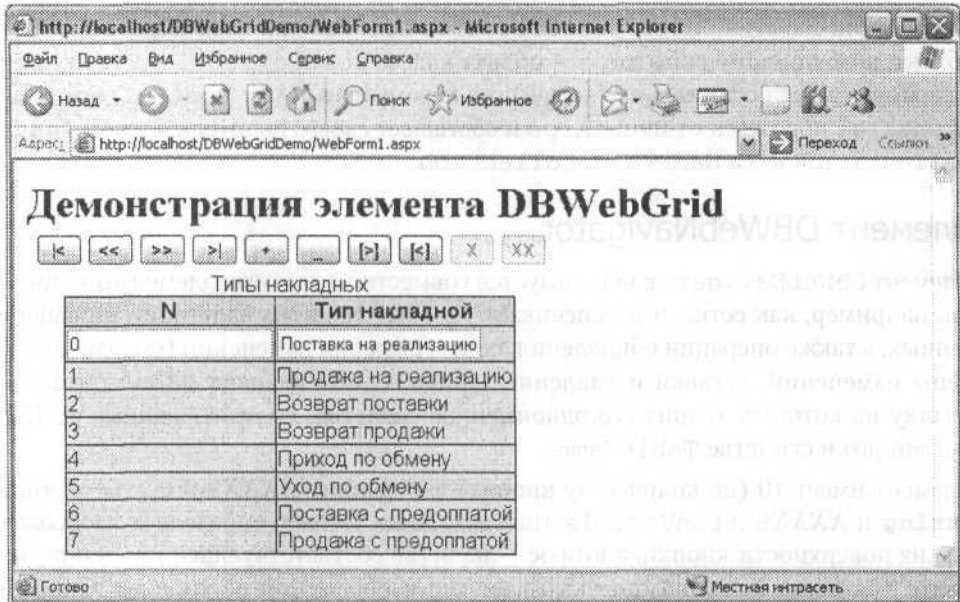 http://localhost/DBWebGridDemo/WebForm1.aspx - Microsoft Internet Explorer
Файл Правка Вид Избранное Сервис Справка
Назад Поиск Избранное
Адрес: http://localhost/DBWebGridDemo/WebForm1.aspx Переход Ссылки »
Демонстрация элемента DBWebGrid
|< << >> >| + _ [>] [<] X XX
Типы накладных
N Тип накладной
0 Поставка на реализацию
1 Продажа на реализацию
2 Возврат поставки
3 Возврат продажи
4 Приход по обмену
5 Уход по обмену
6 Поставка с предоплатой
7 Продажа с предоплатой
Готово Местная интрасеть